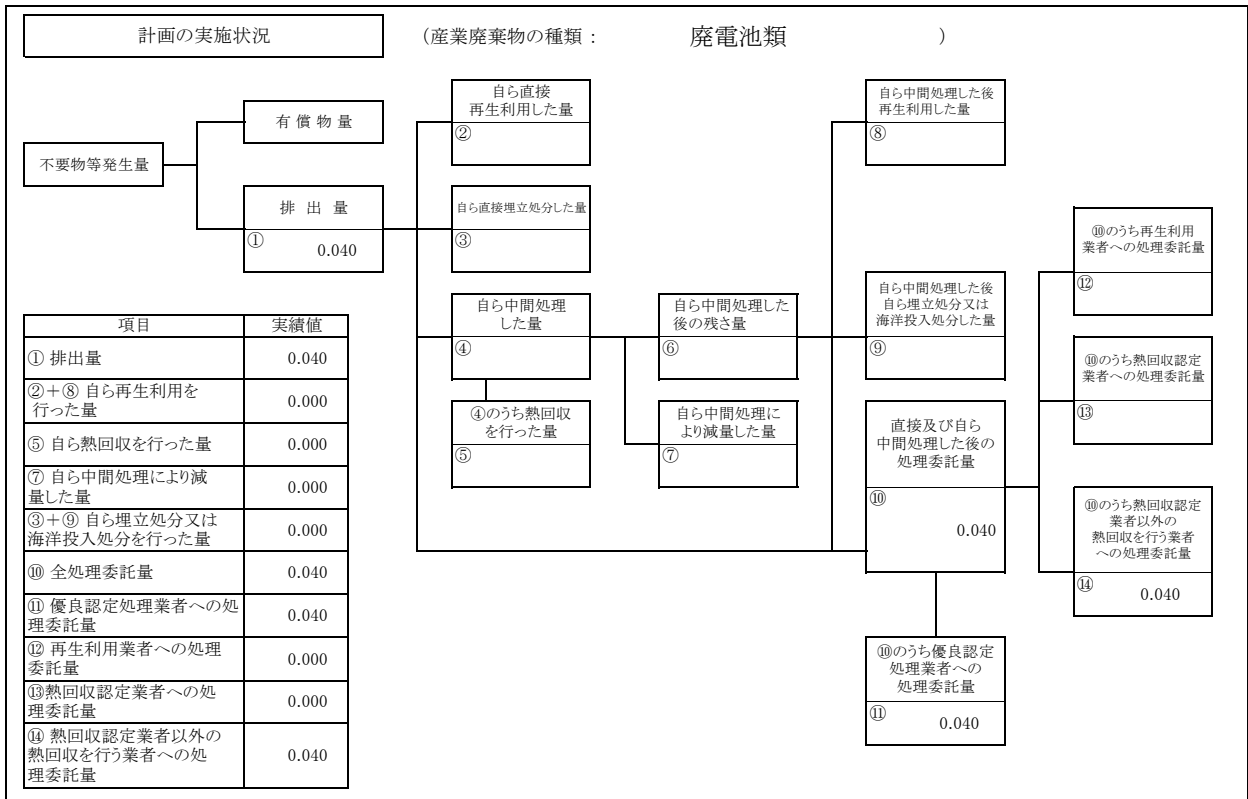 計画の実施状況
(産業廃棄物の種類： 廃電池類 )
不要物等発生量
有償物量
排出量
①
0.040
自ら直接
再生利用した量
②
自ら直接埋立処分した量
③
自ら中間処理
した量
④
④のうち熱回収
を行った量
⑤
自ら中間処理した
後の残さ量
⑥
自ら中間処理に
より減量した量
⑦
自ら中間処理した後
再生利用した量
⑧
自ら中間処理した後
自ら埋立処分又は
海洋投入処分した量
⑨
直接及び自ら
中間処理した後の
処理委託量
⑩
0.040
⑩のうち優良認定
処理業者への
処理委託量
⑪
0.040
⑩のうち再生利用
業者への処理委託量
⑫
⑩のうち熱回収認定
業者への処理委託量
⑬
⑩のうち熱回収認定
業者以外の
熱回収を行う業者
への処理委託量
⑭
0.040
項目 実績値
① 排出量 0.040
②＋⑧ 自ら再生利用を
行った量 0.000
⑤ 自ら熱回収を行った量 0.000
⑦ 自ら中間処理により減
量した量 0.000
③＋⑨ 自ら埋立処分又は
海洋投入処分を行った量 0.000
⑩ 全処理委託量 0.040
⑪ 優良認定処理業者への処
理委託量 0.040
⑫ 再生利用業者への処理
委託量 0.000
⑬熱回収認定業者への処
理委託量 0.000
⑭ 熱回収認定業者以外の
熱回収を行う業者への処
理委託量 0.040